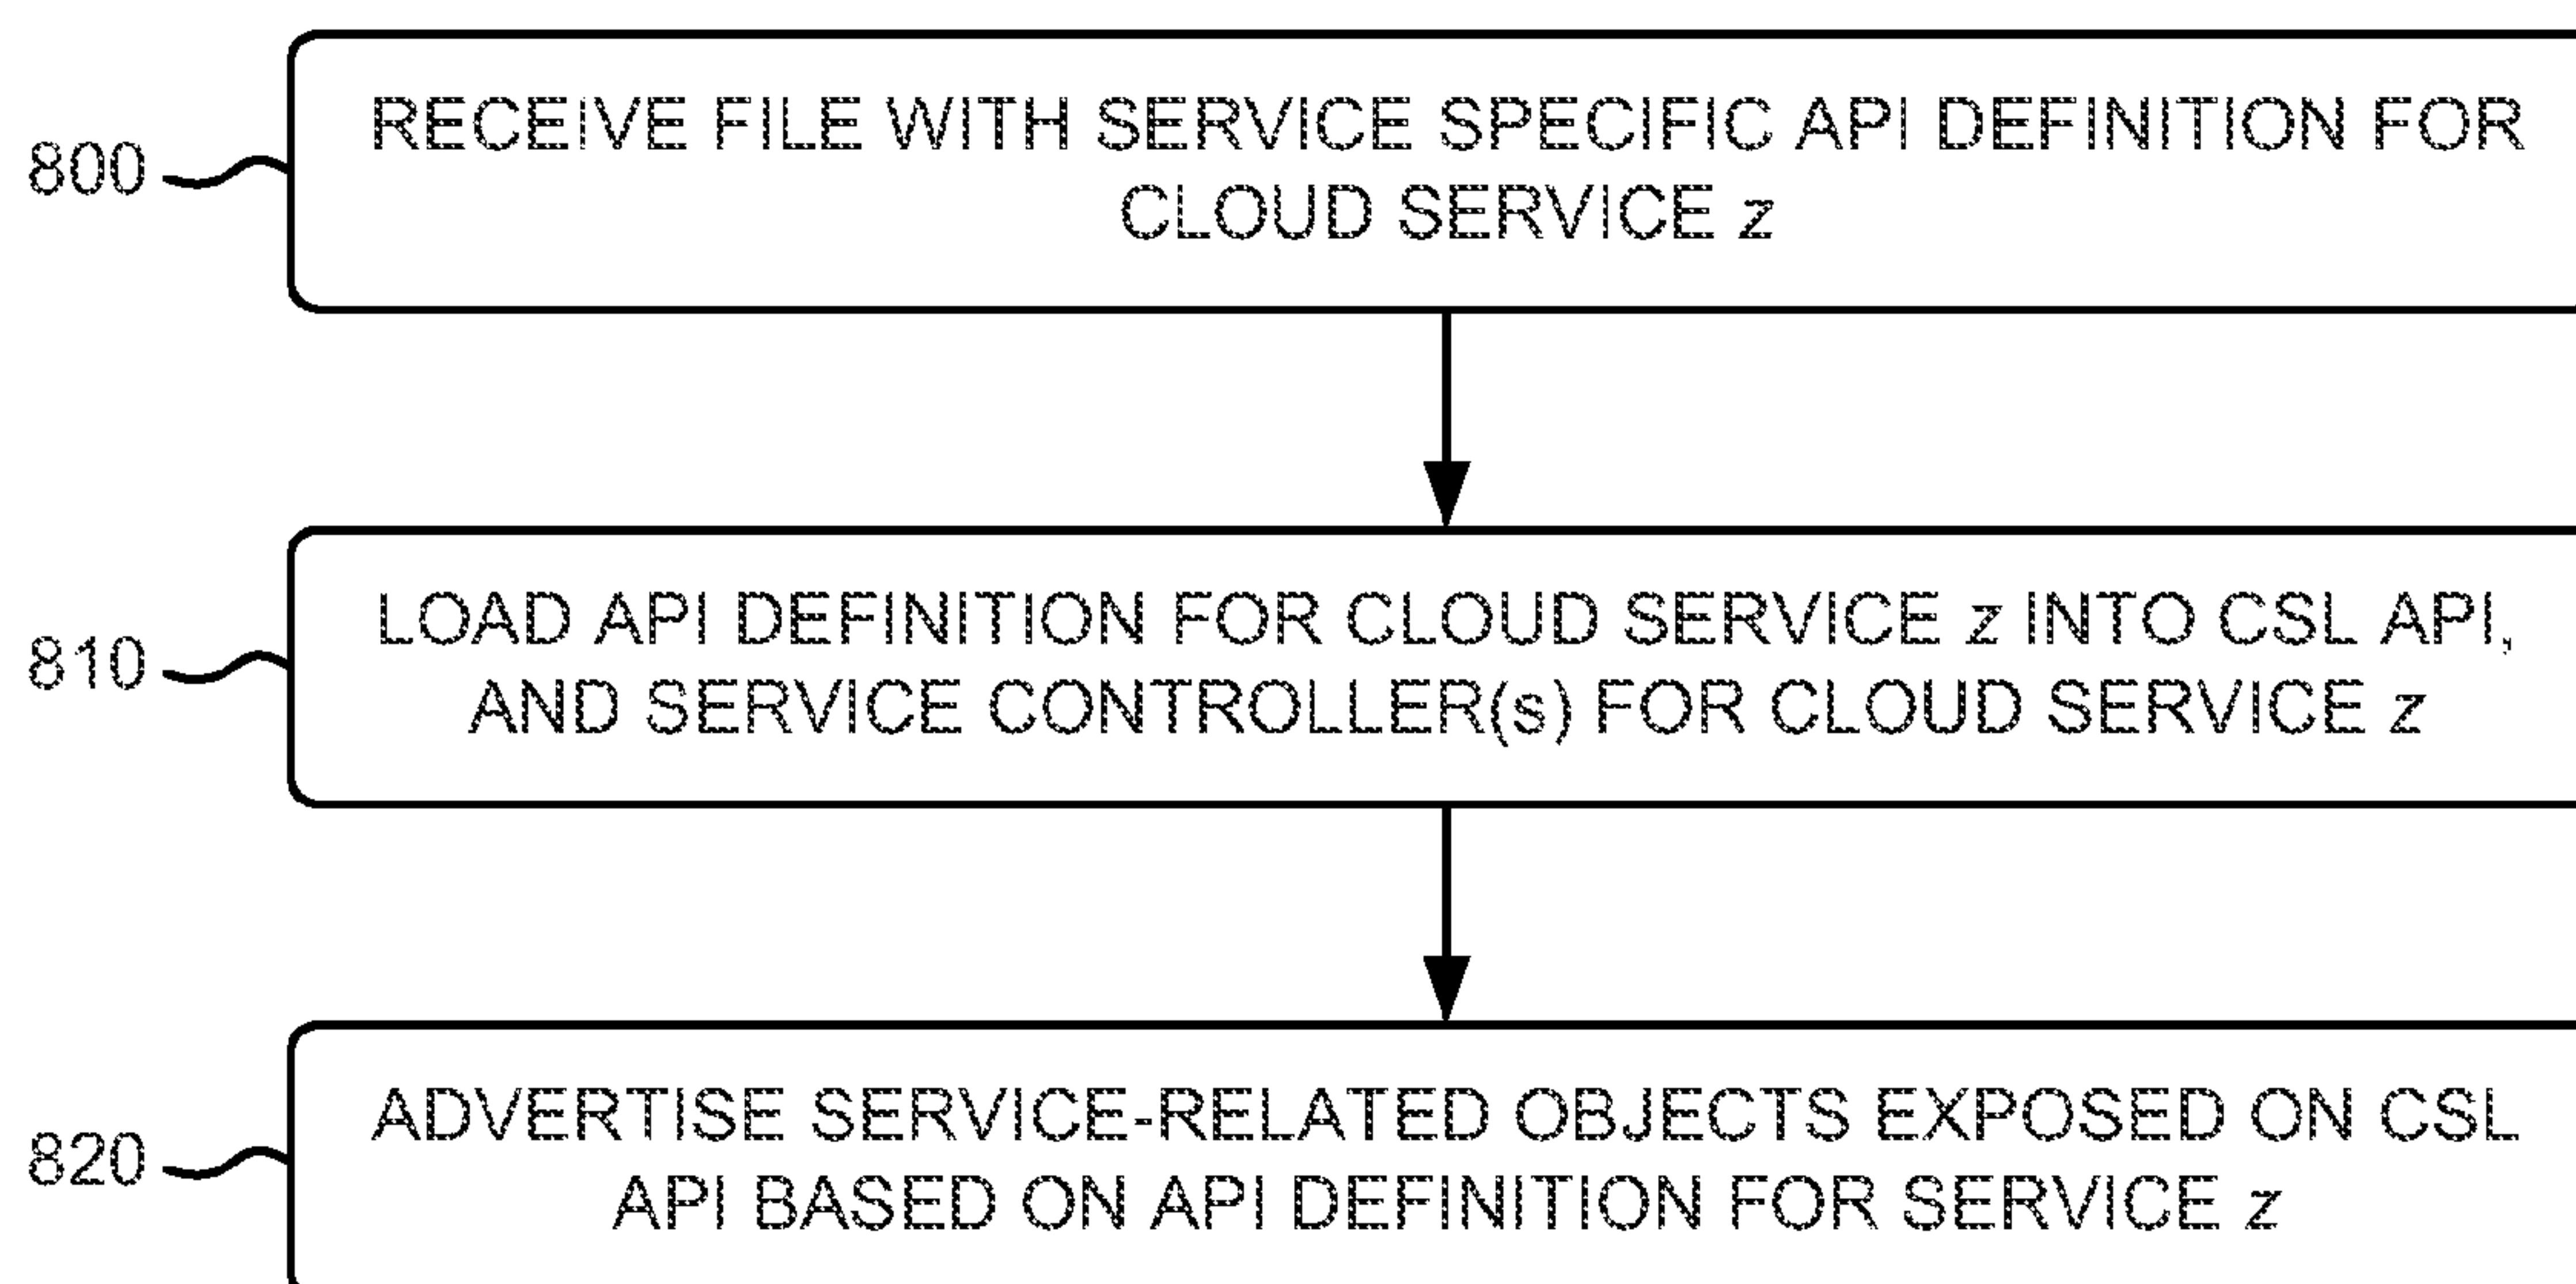 800
RECEIVE FILE WITH SERVICE SPECIFIC API DEFINITION FOR
CLOUD SERVICE z
810
LOAD API DEFINITION FOR CLOUD SERVICE z INTO CSL API,
AND SERVICE CONTROLLER(s) FOR CLOUD SERVICE z
820
ADVERTISE SERVICE-RELATED OBJECTS EXPOSED ON CSL
API BASED ON API DEFINITION FOR SERVICE z